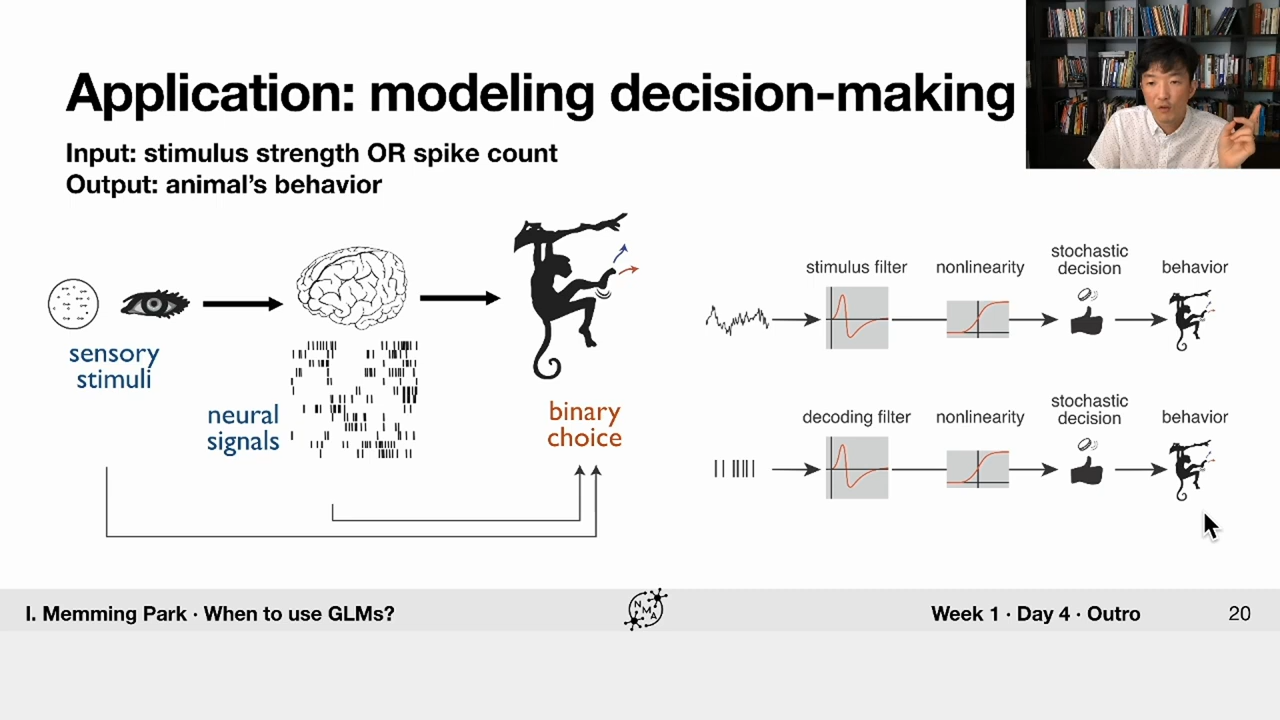 Application: modeling decision-making
Input: stimulus strength OR spike count
Output: animal's behavior
sensory
stimuli
neural
signals
binary
choice
stimulus filter
nonlinearity
stochastic
decision
behavior
decoding filter
nonlinearity
stochastic
decision
behavior
I. Memming Park · When to use GLMs?
NMA
Week 1 · Day 4 · Outro
20